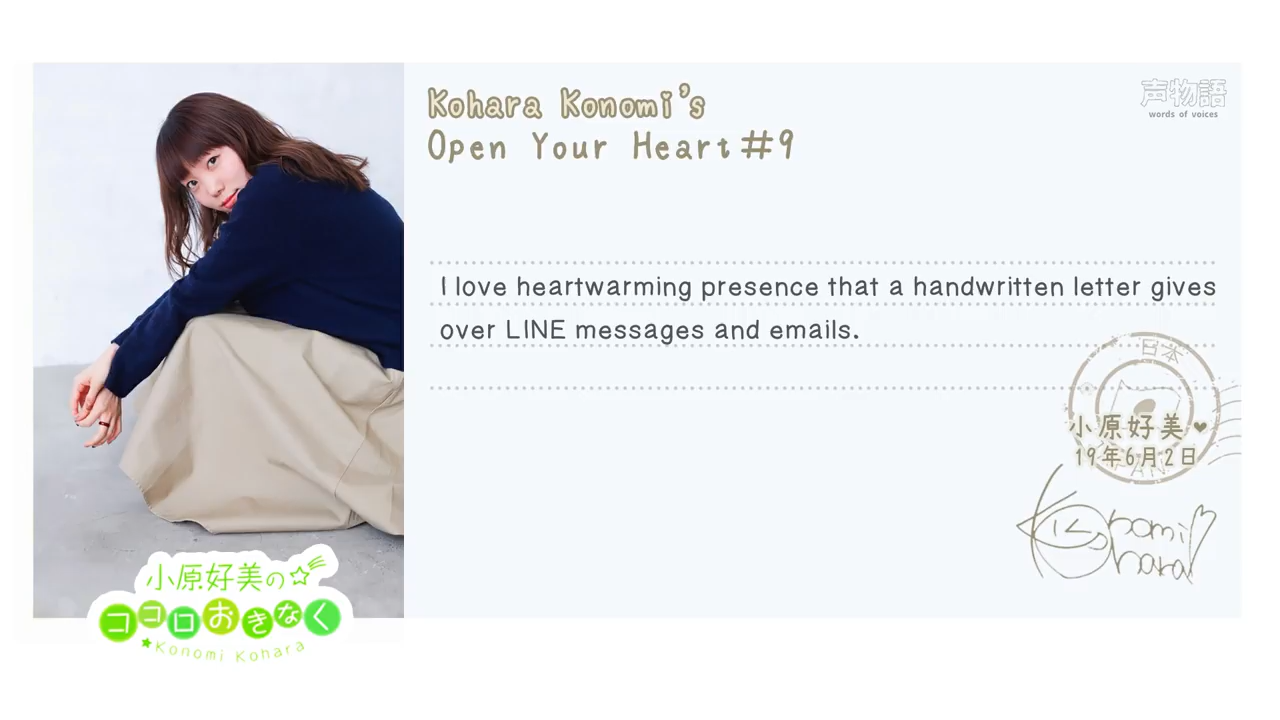 Kohara Konomi's
Open Your Heart #9
声物語
words of voices
I love heartwarming presence that a handwritten letter gives
over LINE messages and emails.
日本
小原好美❤
19年6月2日
Konomi
Kohara
小原好美の☆
ココロおきなく
★Konomi Kohara